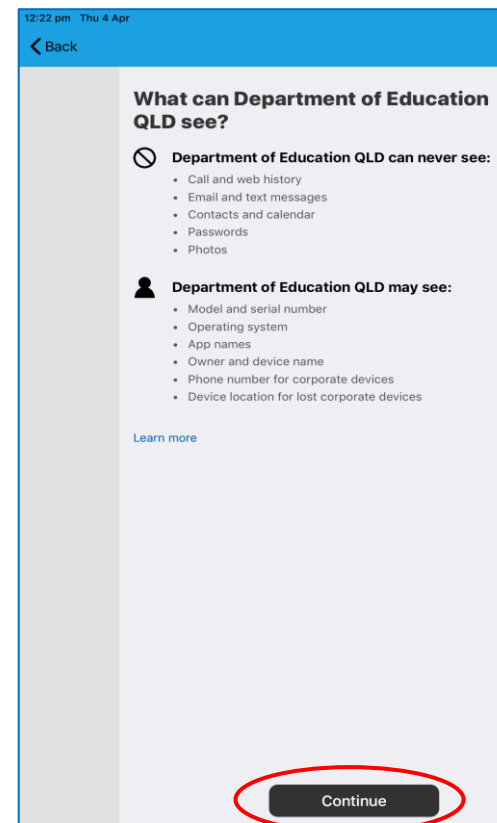 12:22 pm Thu 4 Apr
Back
What can Department of Education
QLD see?
Department of Education QLD can never see:
• Call and web history
• Email and text messages
• Contacts and calendar
• Passwords
• Photos
Department of Education QLD may see:
• Model and serial number
• Operating system
• App names
• Owner and device name
• Phone number for corporate devices
• Device location for lost corporate devices
Learn more
Continue